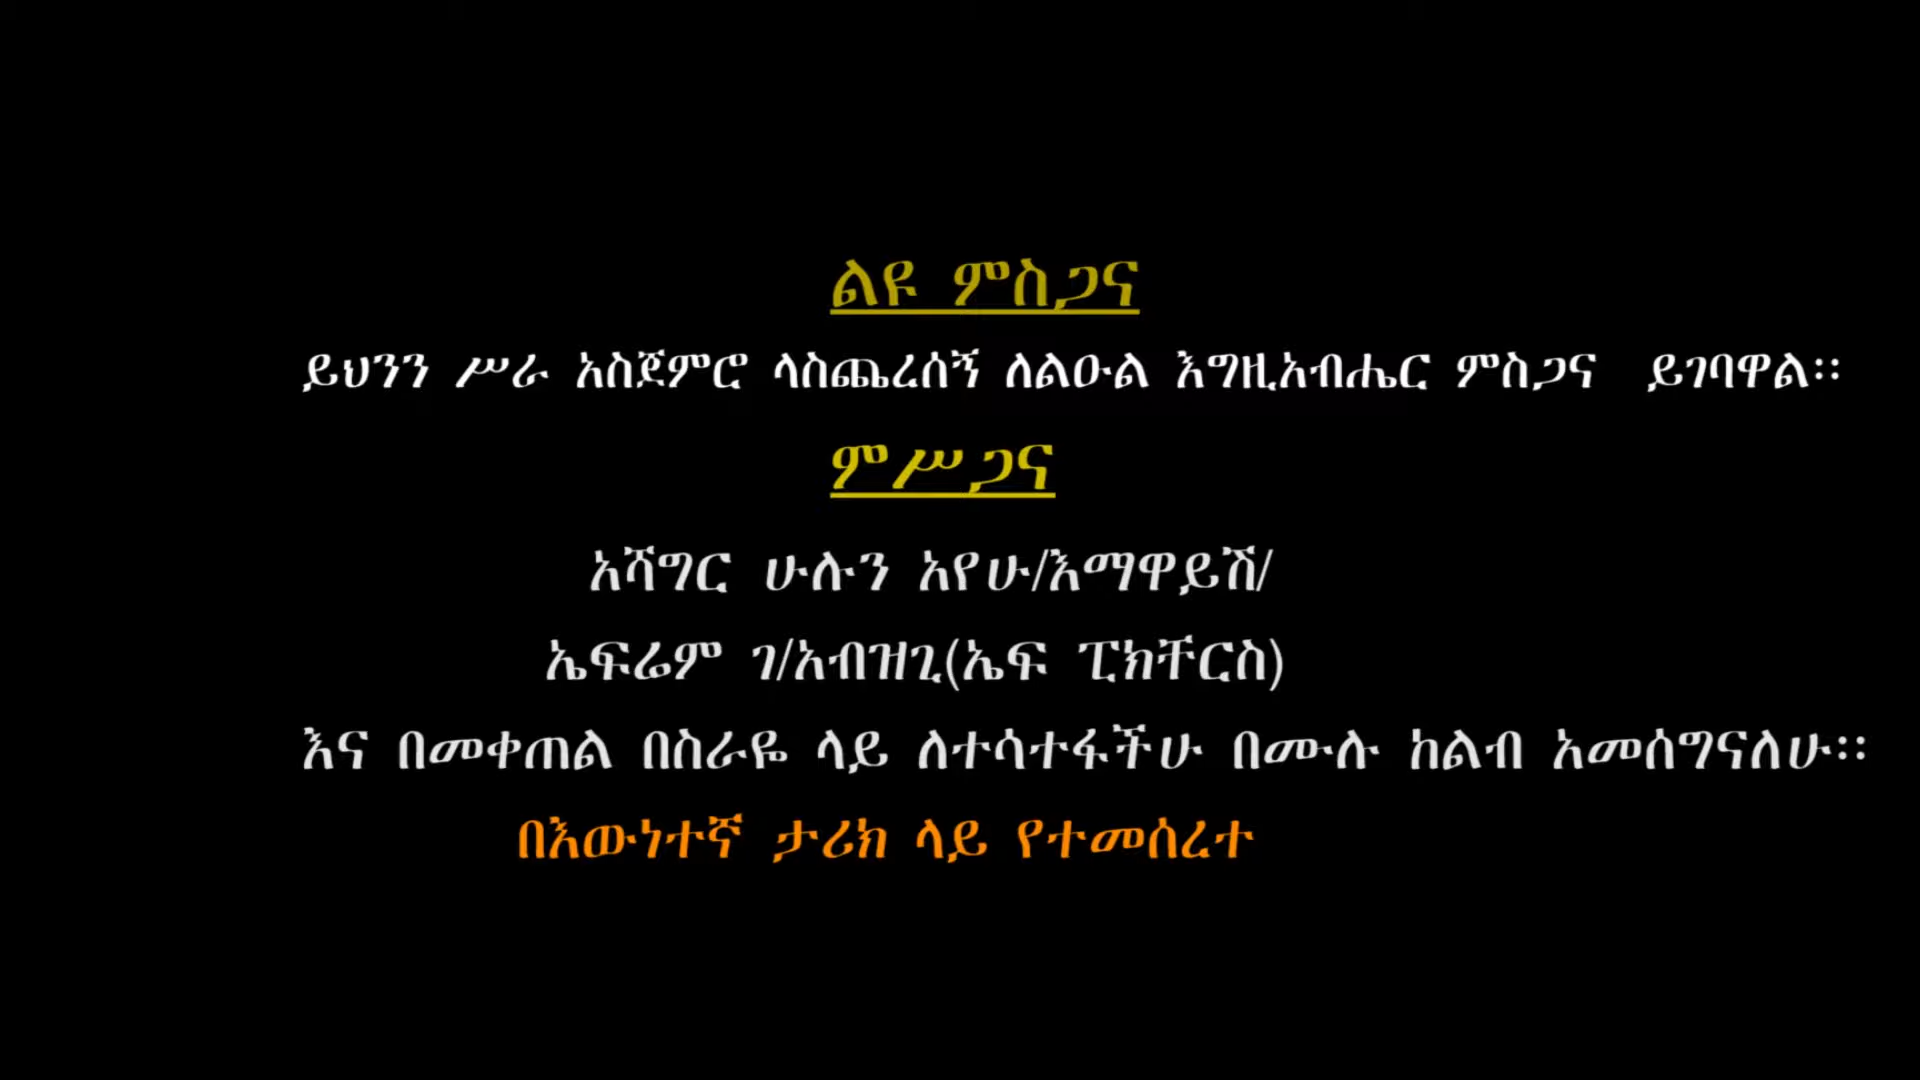 ልዩ ምስጋና
ይህንን ሥራ አስጀምሮ ላስጨረሰኝ ለልዑል እግዚአብሔር ምስጋና ይገባዋል፡፡
ምሥጋና
አሻግር ሁሉን አየሁ/እማዋይሽ/
ኤፍሬም ገ/አብዝጊ(ኤፍ ፒክቸርስ)
እና በመቀጠል በስራዬ ላይ ለተሳተፋችሁ በሙሉ ከልብ አመሰግናለሁ፡፡
በእውነተኛ ታሪክ ላይ የተመሰረተ